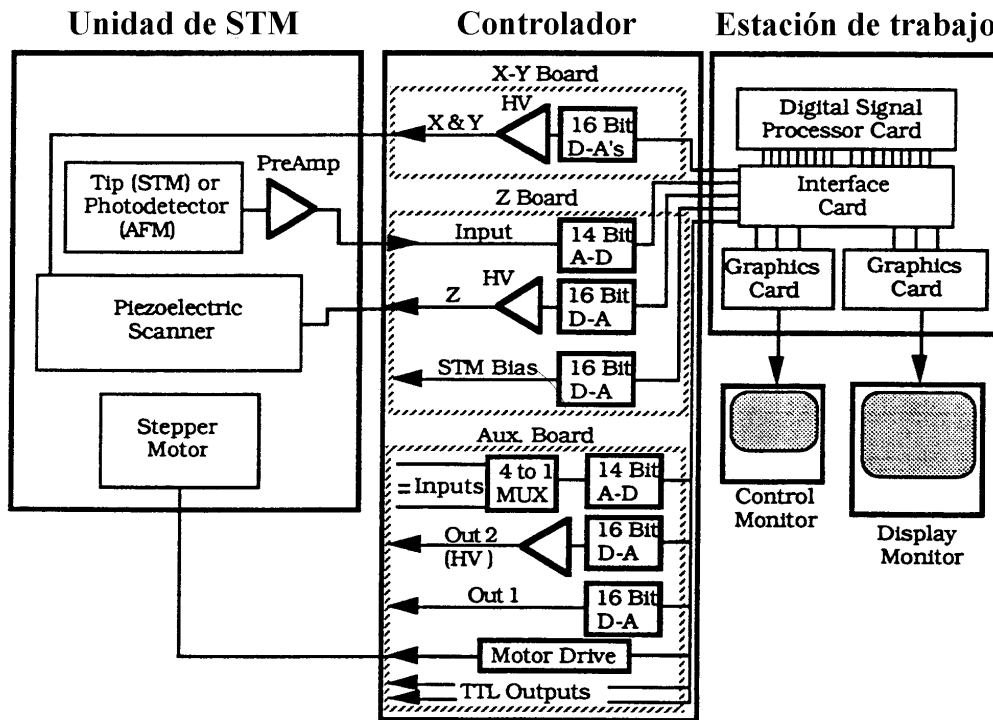 Unidad de STM
Controlador
Estación de trabajo
Tip (STM) or
Photodetector
(AFM)
PreAmp
Piezoelectric
Scanner
Stepper
Motor
X-Y Board
X & Y
HV
16 Bit
D-A's
Z Board
Input
14 Bit
A-D
Z
HV
16 Bit
D-A
STM Bias
16 Bit
D-A
Aux. Board
Inputs
4 to 1
MUX
14 Bit
A-D
Out 2
(HV)
16 Bit
D-A
Out 1
16 Bit
D-A
Motor Drive
TTL Outputs
Digital Signal
Processor Card
Interface
Card
Graphics
Card
Graphics
Card
Control
Monitor
Display
Monitor